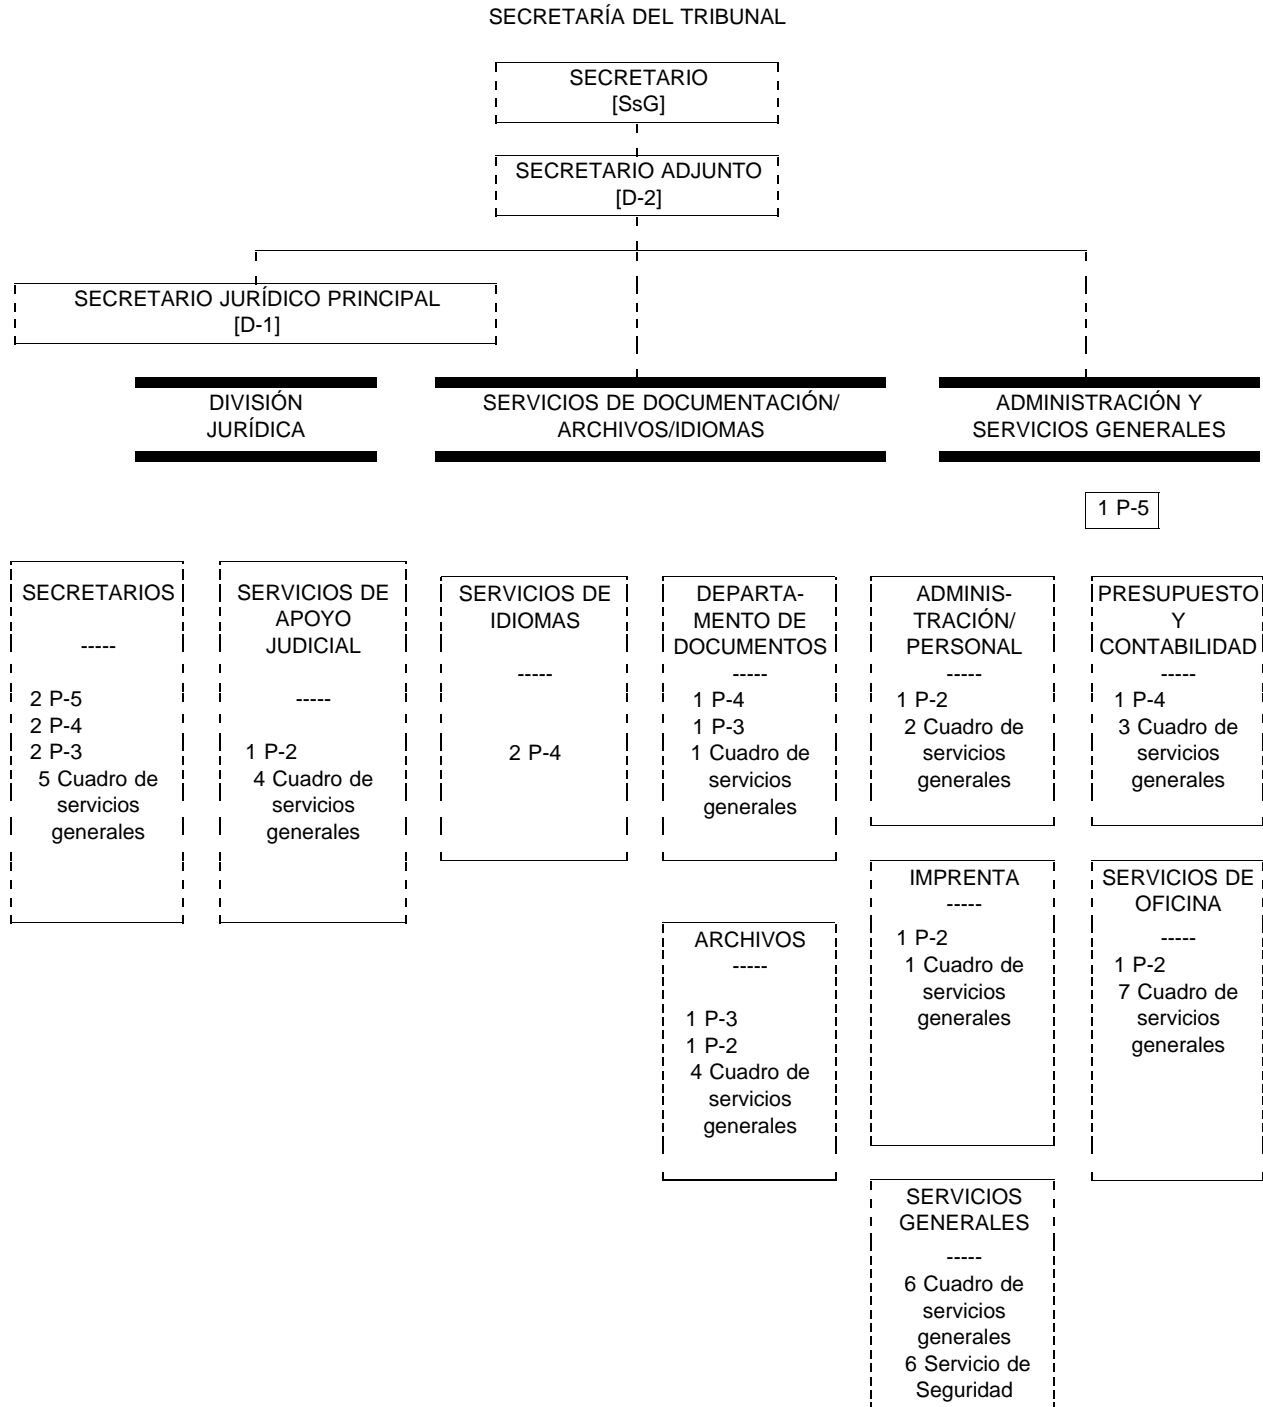 SECRETARÍA DEL TRIBUNAL
SECRETARIO
[SsG]
SECRETARIO ADJUNTO
[D-2]
SECRETARIO JURÍDICO PRINCIPAL
[D-1]
DIVISIÓN
JURÍDICA
SERVICIOS DE DOCUMENTACIÓN/
ARCHIVOS/IDIOMAS
ADMINISTRACIÓN Y
SERVICIOS GENERALES
1 P-5
SECRETARIOS
-----
2 P-5
2 P-4
2 P-3
5 Cuadro de
servicios
generales
SERVICIOS DE
APOYO
JUDICIAL
-----
1 P-2
4 Cuadro de
servicios
generales
SERVICIOS DE
IDIOMAS
-----
2 P-4
DEPARTA-
MENTO DE
DOCUMENTOS
-----
1 P-4
1 P-3
1 Cuadro de
servicios
generales
ADMINIS-
TRACIÓN/
PERSONAL
-----
1 P-2
2 Cuadro de
servicios
generales
PRESUPUESTO
Y
CONTABILIDAD
-----
1 P-4
3 Cuadro de
servicios
generales
ARCHIVOS
-----
1 P-3
1 P-2
4 Cuadro de
servicios
generales
IMPRENTA
-----
1 P-2
1 Cuadro de
servicios
generales
SERVICIOS DE
OFICINA
-----
1 P-2
7 Cuadro de
servicios
generales
SERVICIOS
GENERALES
-----
6 Cuadro de
servicios
generales
6 Servicio de
Seguridad